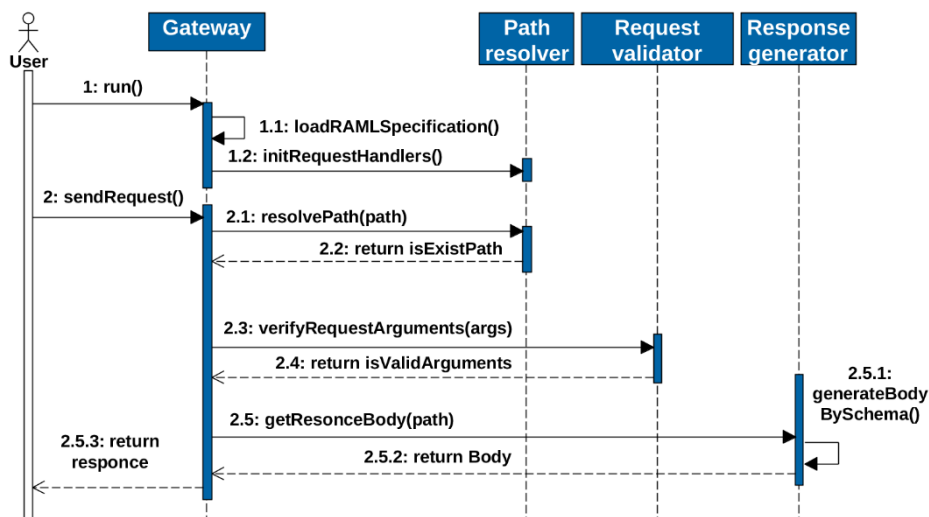 User
Gateway
Path
resolver
Request
validator
Response
generator
1: run()
1.1: loadRAMLSpecification()
1.2: initRequestHandlers()
2: sendRequest()
2.1: resolvePath(path)
2.2: return isExistPath
2.3: verifyRequestArguments(args)
2.4: return isValidArguments
2.5.1:
generateBody
BySchema()
2.5: getResonceBody(path)
2.5.3: return
responce
2.5.2: return Body